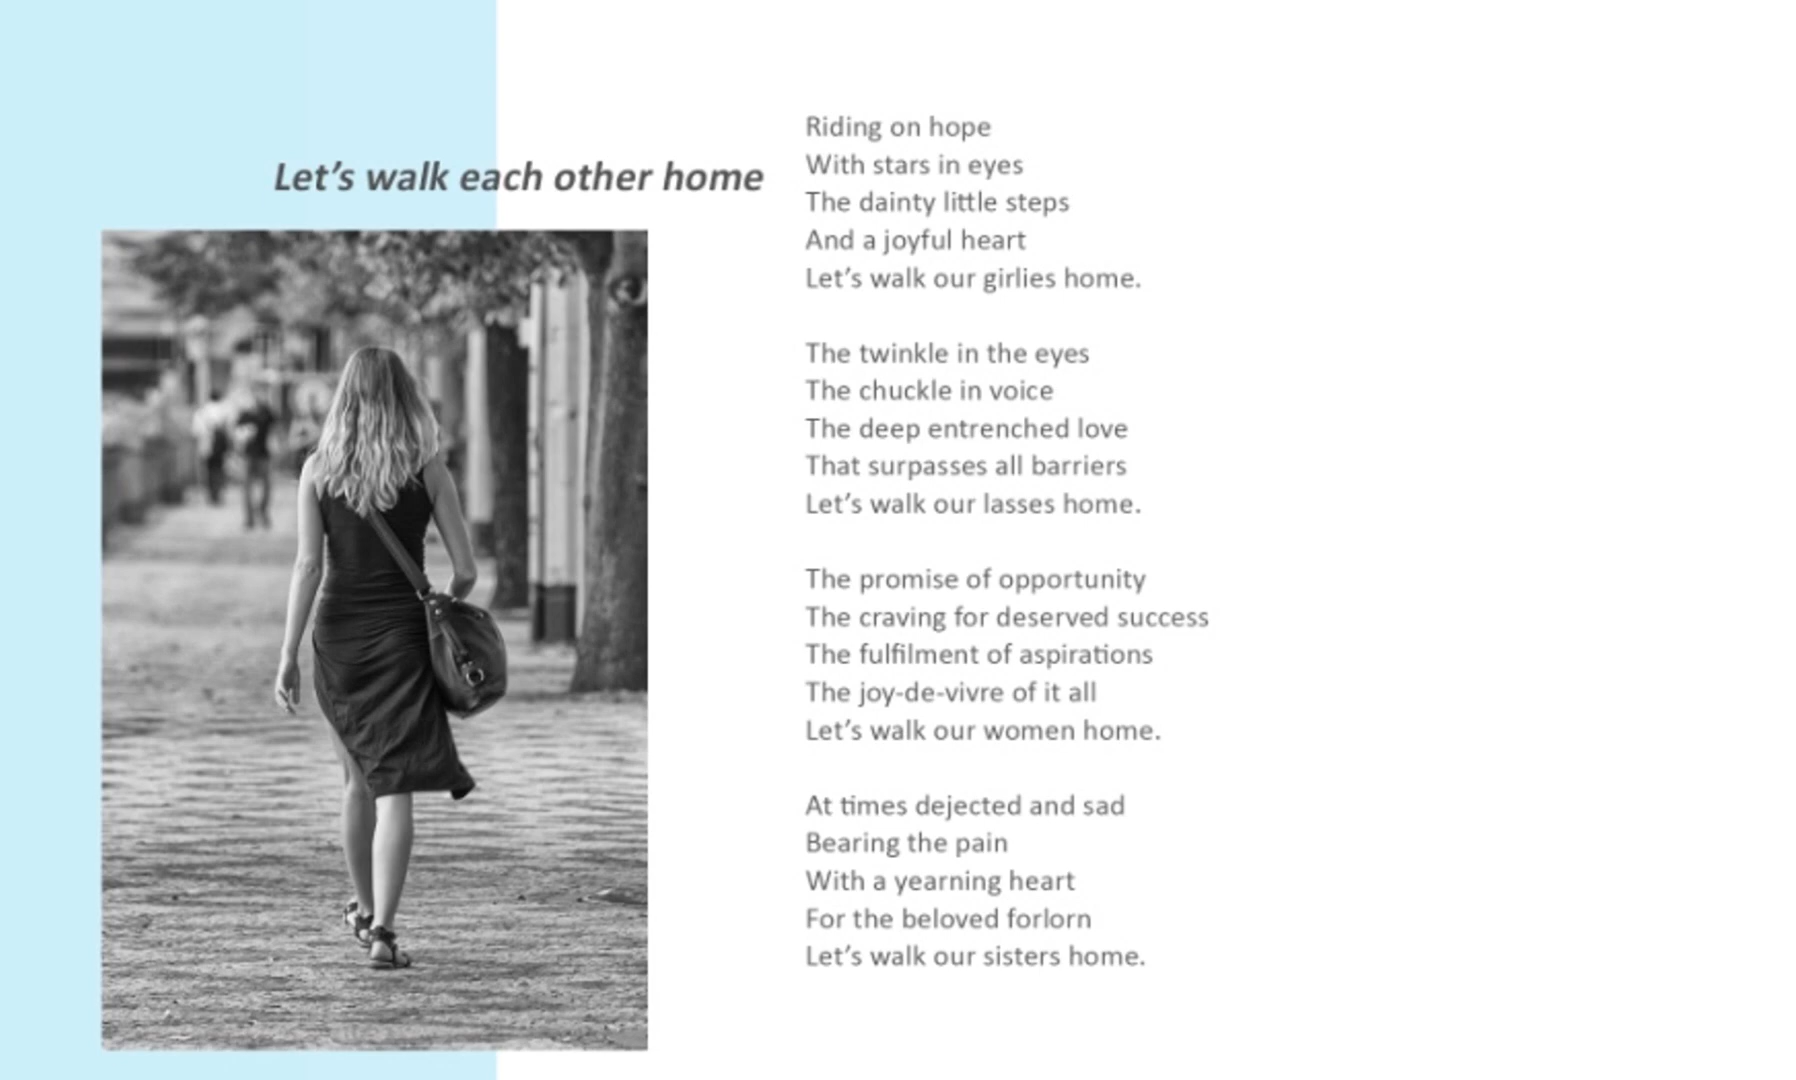 Let’s walk each other home
Riding on hope
With stars in eyes
The dainty little steps
And a joyful heart
Let’s walk our girlies home.
The twinkle in the eyes
The chuckle in voice
The deep entrenched love
That surpasses all barriers
Let’s walk our lasses home.
The promise of opportunity
The craving for deserved success
The fulfilment of aspirations
The joy-de-vivre of it all
Let’s walk our women home.
At times dejected and sad
Bearing the pain
With a yearning heart
For the beloved forlorn
Let’s walk our sisters home.